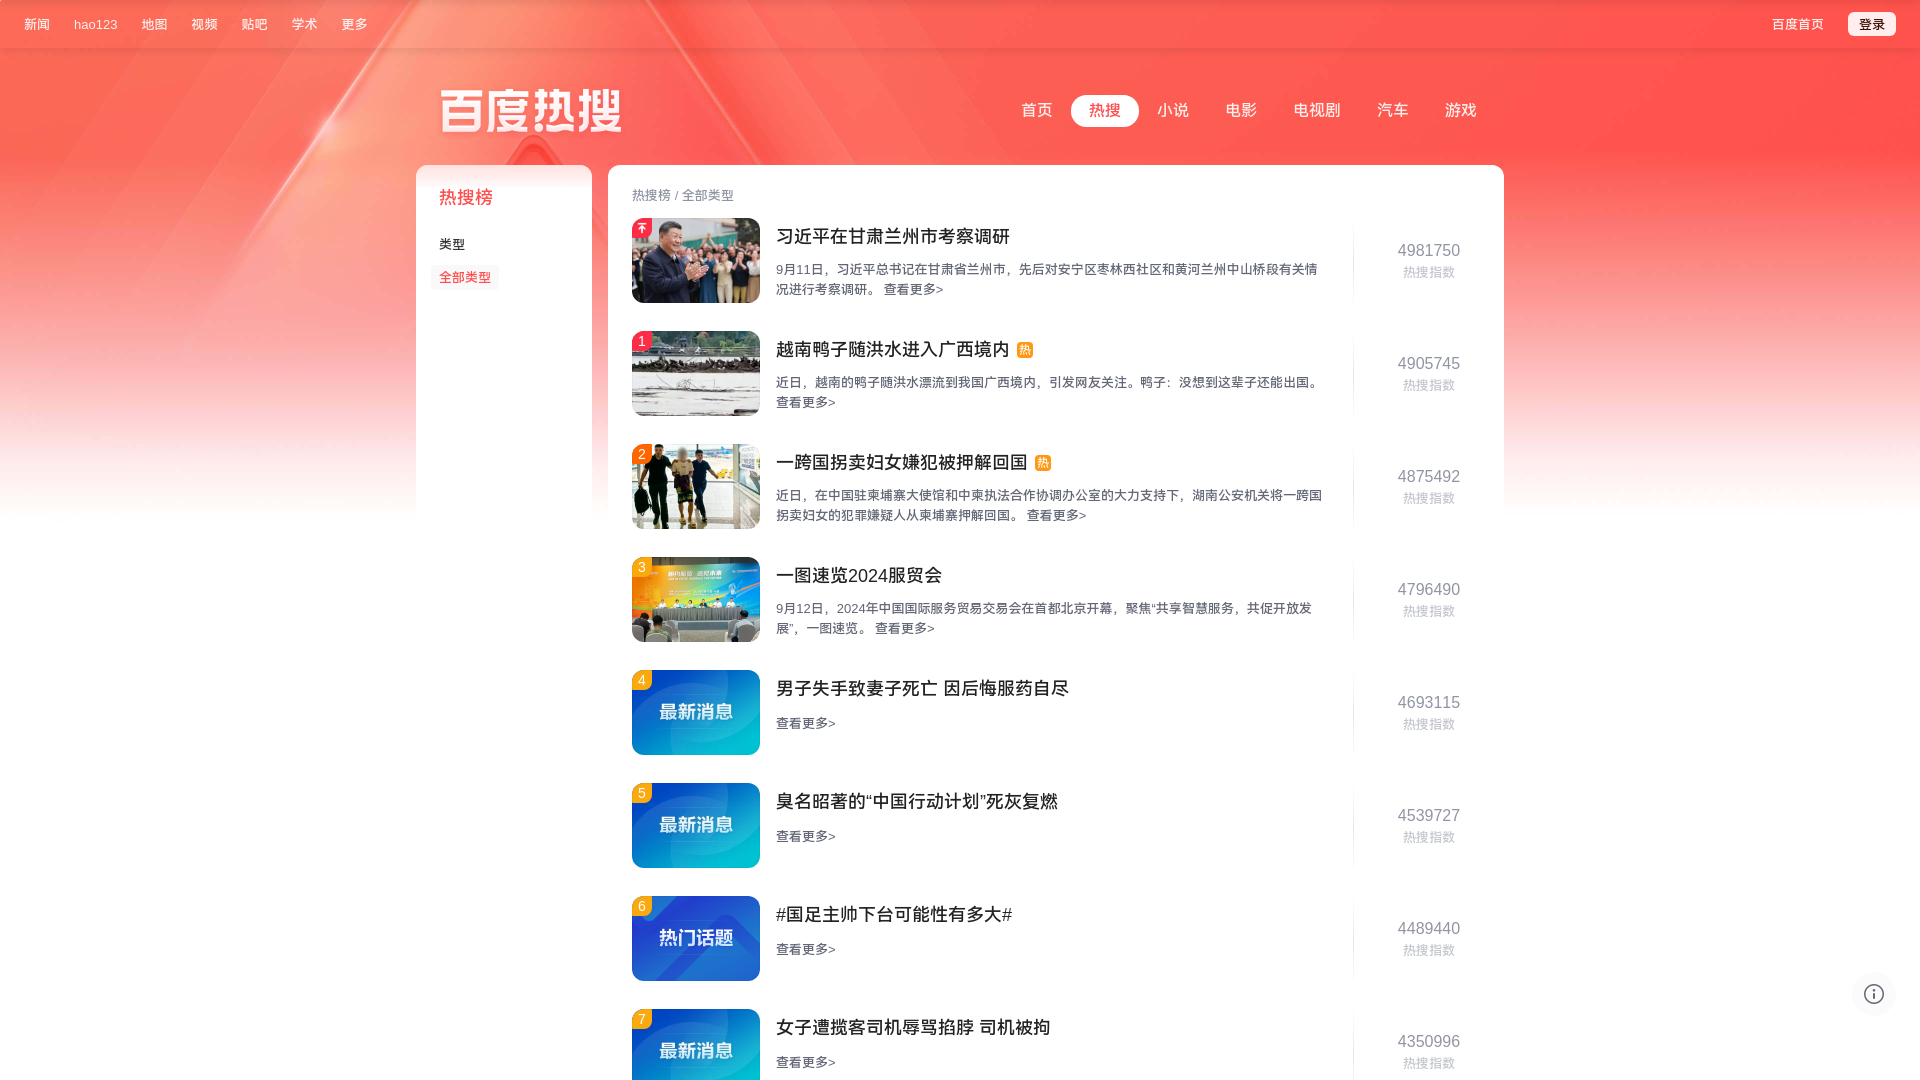 新闻 hao123 地图 视频 贴吧 学术 更多 百度首页 登录
百度热搜
首页 热搜 小说 电影 电视剧 汽车 游戏
热搜榜
类型
全部类型
热搜榜 / 全部类型
习近平在甘肃兰州市考察调研
9月11日，习近平总书记在甘肃省兰州市，先后对安宁区枣林西社区和黄河兰州中山桥段有关情
况进行考察调研。 查看更多>
4981750
热搜指数
1
越南鸭子随洪水进入广西境内 热
近日，越南的鸭子随洪水漂流到我国广西境内，引发网友关注。鸭子：没想到这辈子还能出国。
查看更多>
4905745
热搜指数
2
一跨国拐卖妇女嫌犯被押解回国 热
近日，在中国驻柬埔寨大使馆和中柬执法合作协调办公室的大力支持下，湖南公安机关将一跨国
拐卖妇女的犯罪嫌疑人从柬埔寨押解回国。 查看更多>
4875492
热搜指数
3
一图速览2024服贸会
9月12日，2024年中国国际服务贸易交易会在首都北京开幕，聚焦“共享智慧服务，共促开放发
展”，一图速览。 查看更多>
4796490
热搜指数
4
最新消息
男子失手致妻子死亡 因后悔服药自尽
查看更多>
4693115
热搜指数
5
最新消息
臭名昭著的“中国行动计划”死灰复燃
查看更多>
4539727
热搜指数
6
热门话题
#国足主帅下台可能性有多大#
查看更多>
4489440
热搜指数
7
最新消息
女子遭揽客司机辱骂掐脖 司机被拘
查看更多>
4350996
热搜指数